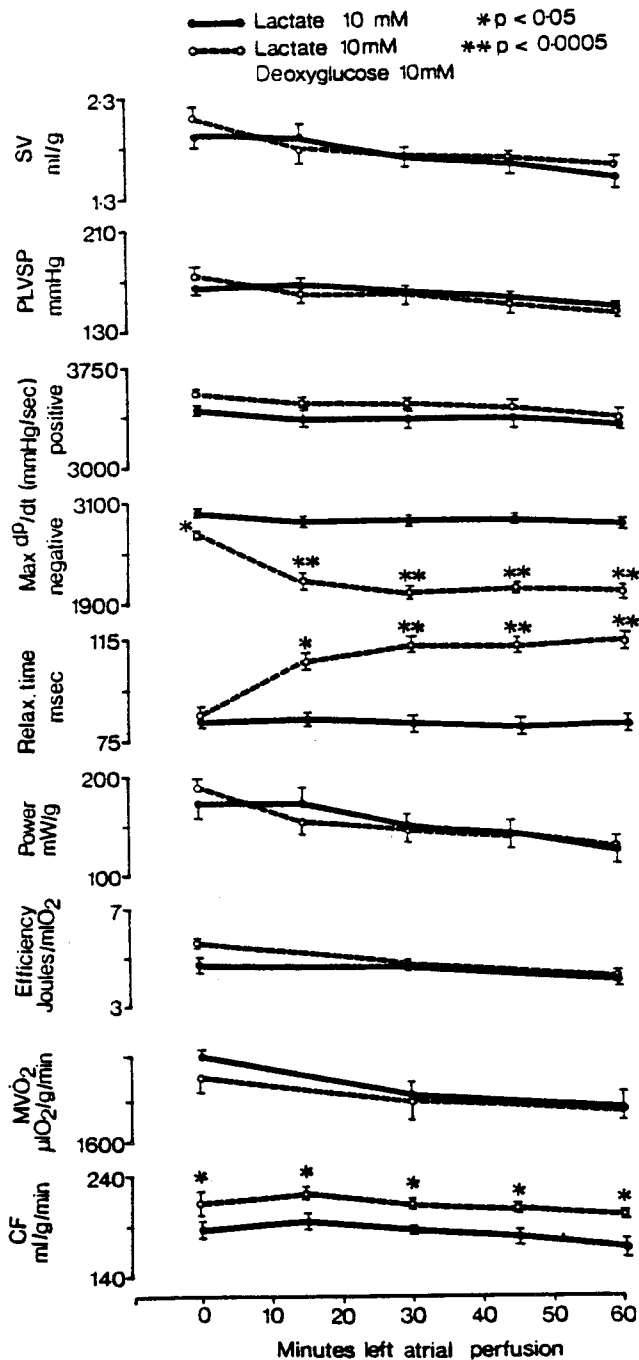 Lactate 10 mM *p < 0·05
Lactate 10mM **p < 0·0005
Deoxyglucose 10mM
2·3
SV
ml/g
1·3
210
PLVSP
mmHg
130
3750
Max dP/dt (mmHg/sec)
positive
3000
3100
negative
* ** ** ** **
1900
115
* ** ** **
Relax. time
msec
75
200
Power
mW/g
100
7
Efficiency
Joules/mlO2
3
MV̇O2
µlO2/g/min
1600
* * * * *
240
CF
ml/g/min
140
0 10 20 30 40 50 60
Minutes left atrial perfusion